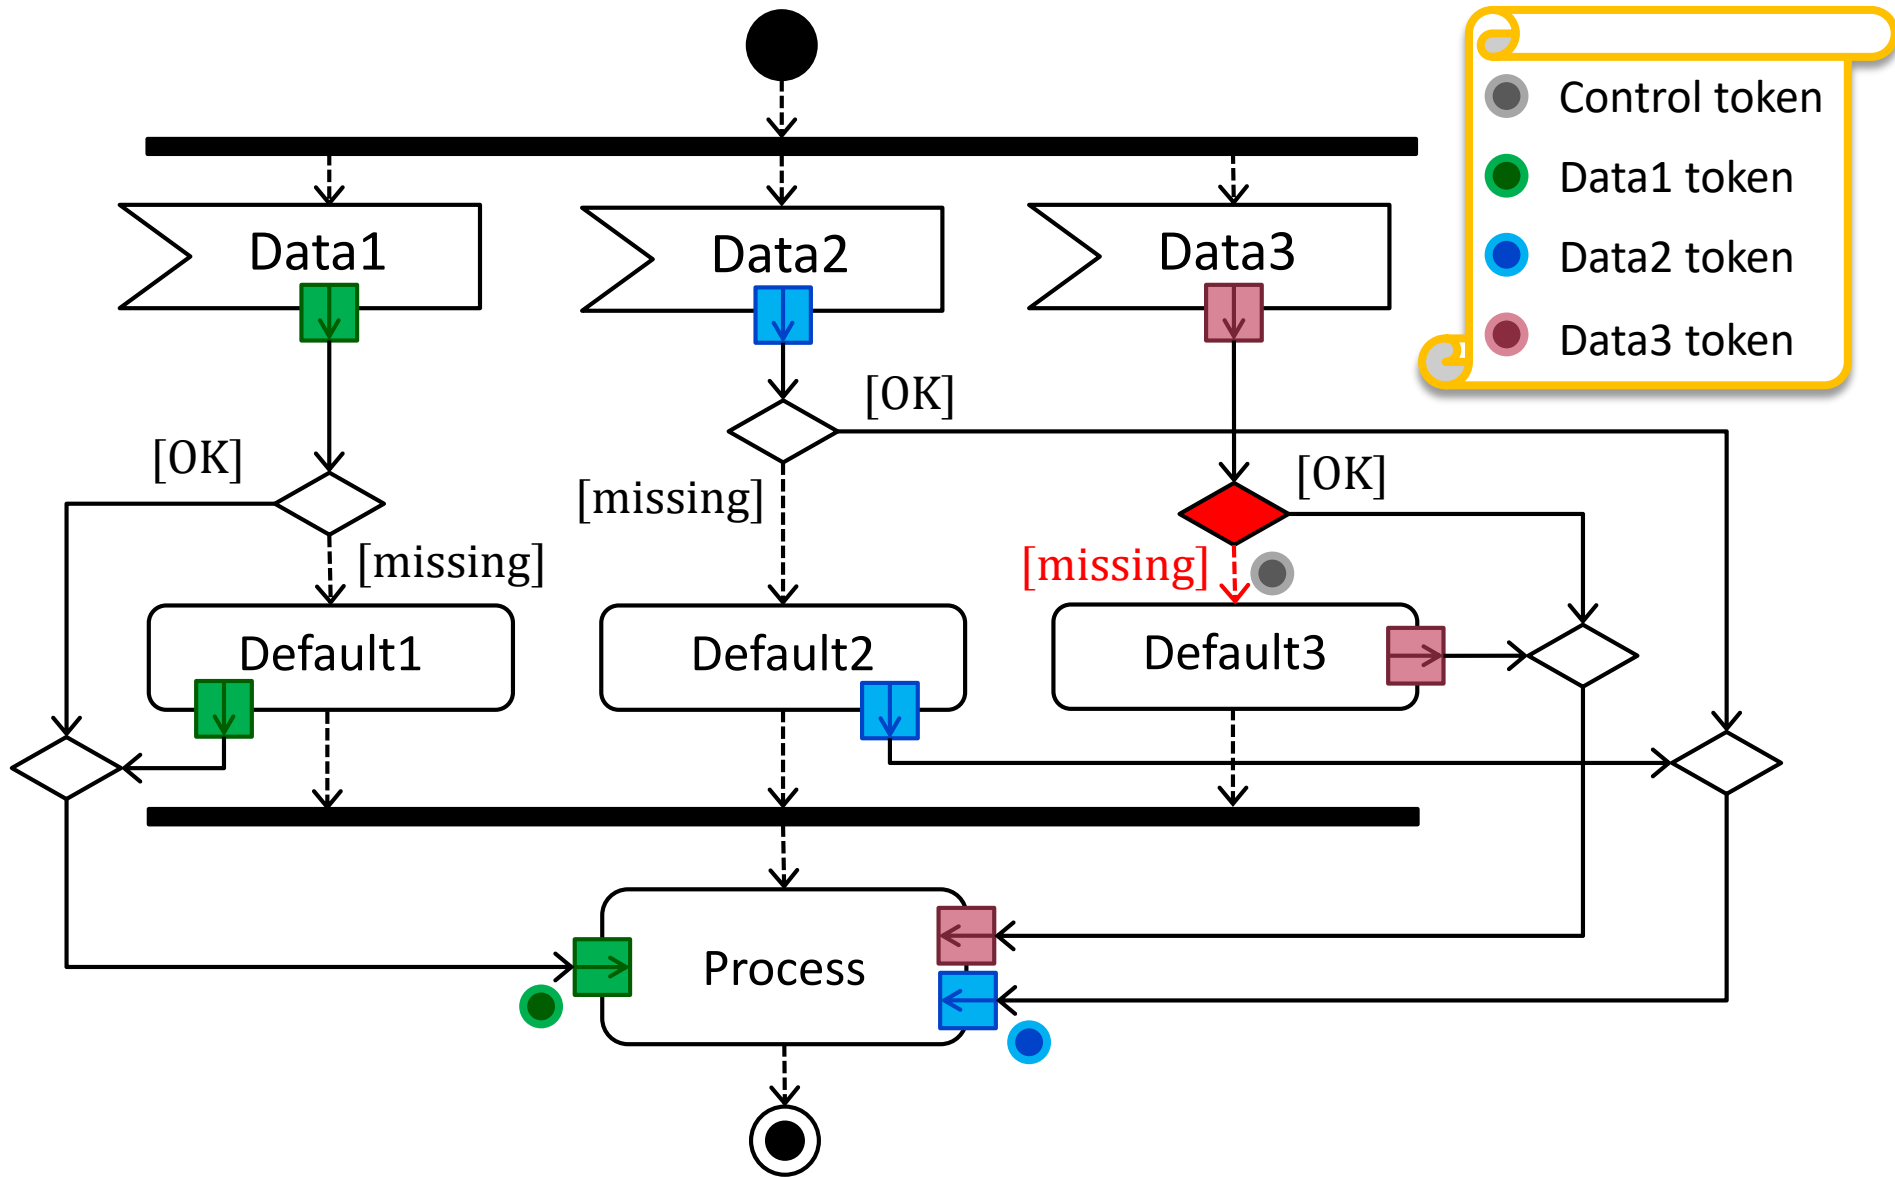 Control token
Data1 token
Data2 token
Data3 token
Data1
Data2
Data3
[OK]
[OK]
[OK]
[missing]
[missing]
[missing]
Default1
Default2
Default3
Process